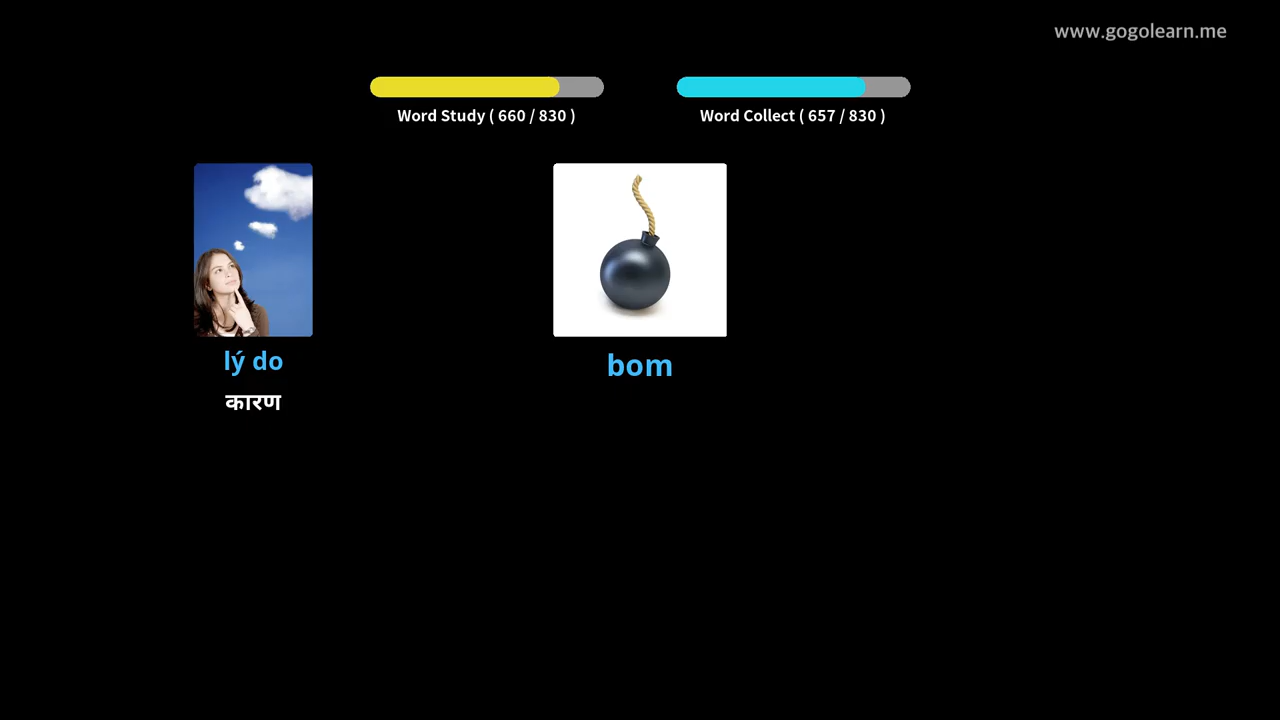 www.gogolearn.me
Word Study ( 660 / 830 )
Word Collect ( 657 / 830 )
lý do
कारण
bom